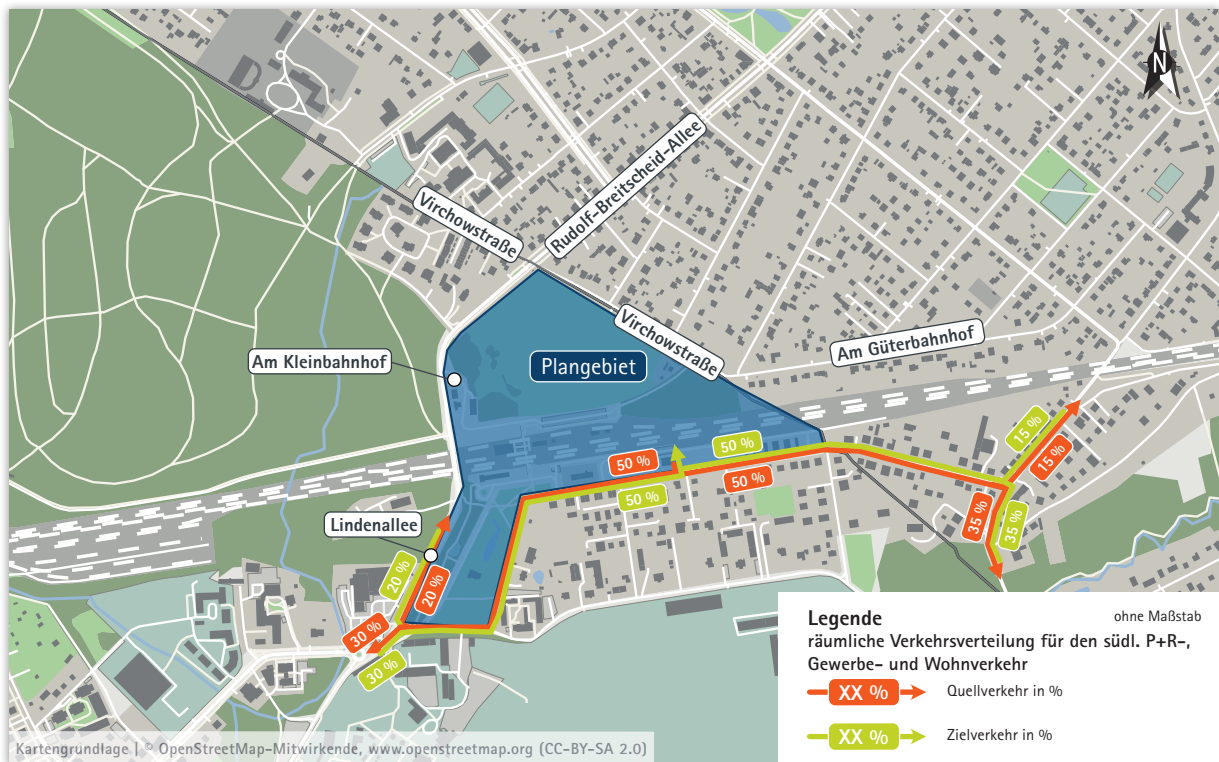 N
Rudolf-Breitscheid-Allee
Virchowstraße
Virchowstraße
Am Güterbahnhof
Am Kleinbahnhof
Plangebiet
15 %
15 %
50 %
50 %
50 %
50 %
35 %
35 %
Lindenallee
20 %
20 %
30 %
30 %
Legende
ohne Maßstab
räumliche Verkehrsverteilung für den südl. P+R-,
Gewerbe- und Wohnverkehr
XX % Quellverkehr in %
XX % Zielverkehr in %
Kartengrundlage | © OpenStreetMap-Mitwirkende, www.openstreetmap.org (CC-BY-SA 2.0)